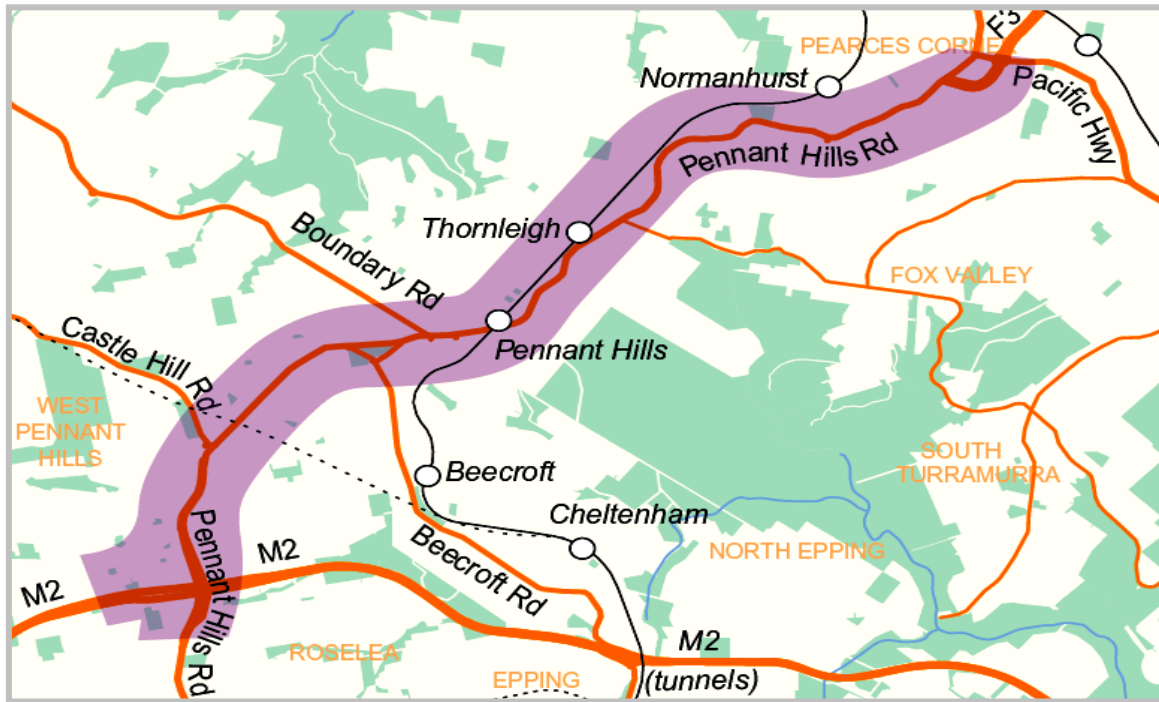 F3
PEARCES CORNER
Normanhurst
Pacific Hwy
Pennant Hills Rd
Thornleigh
Boundary Rd
FOX VALLEY
Castle Hill Rd
Pennant Hills
WEST
PENNANT
HILLS
SOUTH
TURRAMURRA
Beecroft
Cheltenham
Pennant Hills Rd
M2
M2
Beecroft Rd
NORTH EPPING
ROSELEA
M2
(tunnels)
EPPING